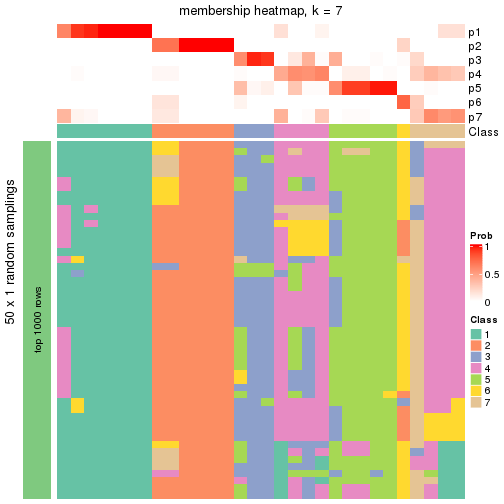 membership heatmap, k = 7
p1
p2
p3
p4
p5
p6
p7
Class
50 x 1 random samplings
top 1000 rows
Prob
1
0.5
0
Class
1
2
3
4
5
6
7